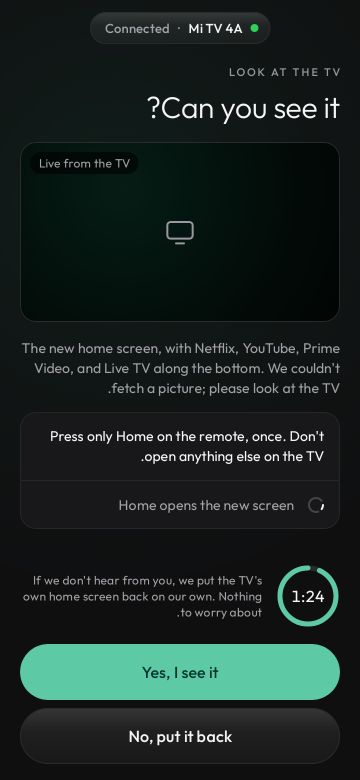 Connected · Mi TV 4A
LOOK AT THE TV
Can you see it?
Live from the TV
The new home screen, with Netflix, YouTube, Prime
Video, and Live TV along the bottom. We couldn't
fetch a picture; please look at the TV.
Press only Home on the remote, once. Don't
open anything else on the TV.
Home opens the new screen
If we don't hear from you, we put the TV's
own home screen back on our own. Nothing
to worry about.
1:24
Yes, I see it
No, put it back